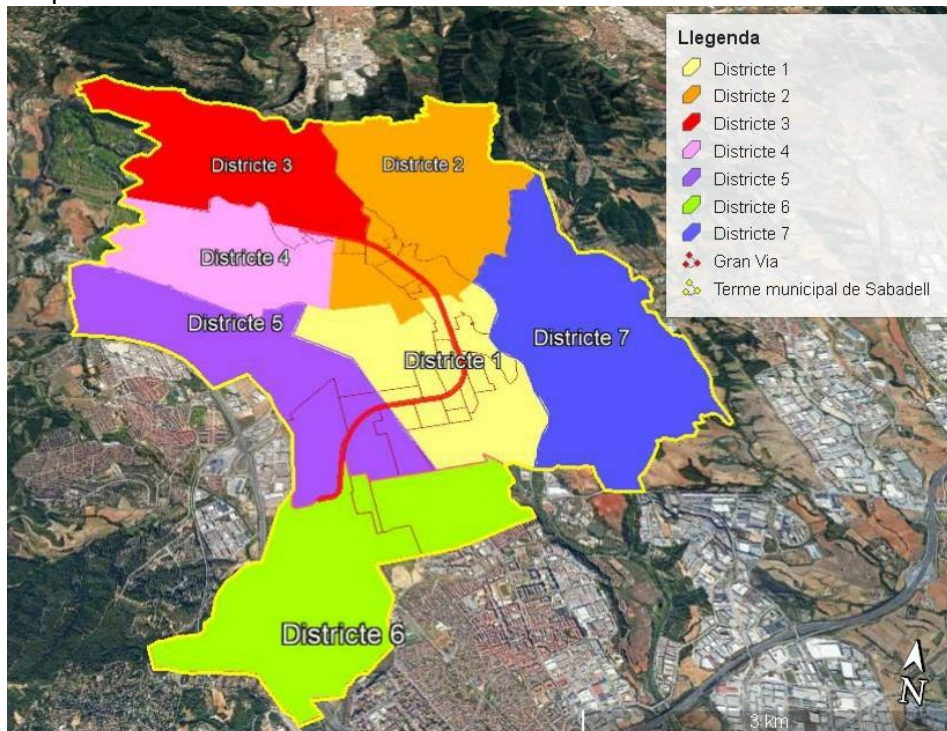 Llegenda
Districte 1
Districte 2
Districte 3
Districte 4
Districte 5
Districte 6
Districte 7
Gran Via
Terme municipal de Sabadell
Districte 3
Districte 2
Districte 4
Districte 5
Districte 7
Districte 1
Districte 6
N
3 km